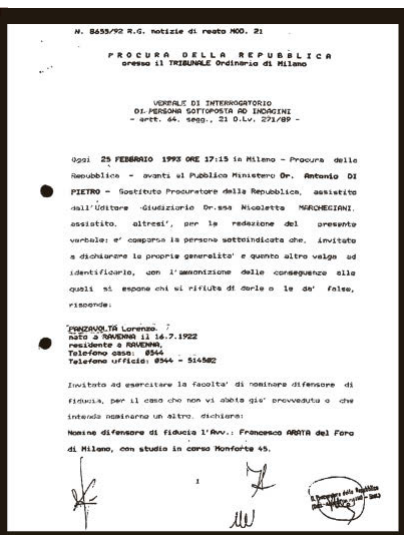 N. 8655/92 R.G. notizie di reato MOD. 21
PROCURA DELLA REPUBBLICA
presso il TRIBUNALE Ordinario di Milano
VERBALE DI INTERROGATORIO
DI PERSONA SOTTOPOSTA AD INDAGINI
- artt. 64, segg., 21 D.Lv. 271/89 -
Oggi 25 FEBBRAIO 1993 ORE 17:15 in Milano - Procura della
Repubblica - avanti al Pubblico Ministero Dr. Antonio DI
PIETRO - Sostituto Procuratore della Repubblica, assistito
dall'Uditore Giudiziario Dr.ssa Nicoletta MARCHEGIANI,
assistito, altresi', per la redazione del presente
verbale; e' comparsa la persona sottoindicata che, invitata
a dichiarare le proprie generalita' e quanto altro valga ad
identificarlo, con l'ammonizione delle conseguenze alle
quali si espone chi si rifiuta di darle o le da' false,
risponde:
PANZAVOLTA Lorenzo
nato a RAVENNA il 16.7.1922
residente a RAVENNA,
Telefono casa: 0544
Telefono ufficio: 0544 - 514502
Invitato ad esercitare la facolta' di nominare difensore di
fiducia, per il caso che non vi abbia gia' provveduto o che
intenda nominarne un altro, dichiara:
Nomino difensore di fiducia l'Avv.: Francesco ARATA del Foro
di Milano, con studio in corso Monforte 45.
1
Il Procuratore della Repubblica